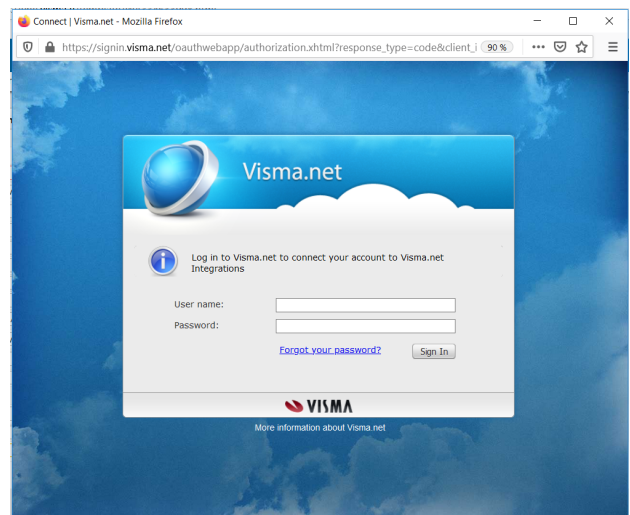 Connect | Visma.net - Mozilla Firefox
https://signin.visma.net/oauthwebapp/authorization.xhtml?response_type=code&client_i 90 %
Visma.net
Log in to Visma.net to connect your account to Visma.net
Integrations
User name:
Password:
Forgot your password? Sign In
VISMA
More information about Visma.net